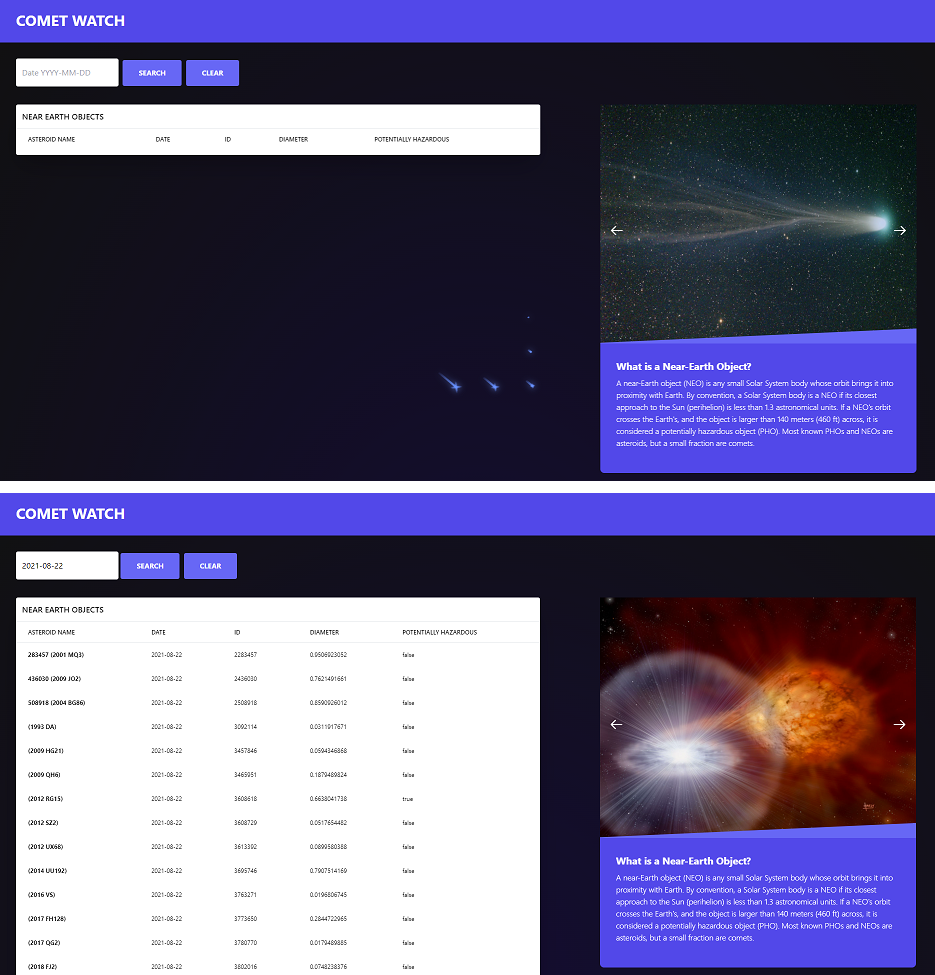 COMET WATCH
Date YYYY-MM-DD SEARCH CLEAR
NEAR EARTH OBJECTS
ASTEROID NAME DATE ID DIAMETER POTENTIALLY HAZARDOUS
What is a Near-Earth Object?
A near-Earth object (NEO) is any small Solar System body whose orbit brings it into
proximity with Earth. By convention, a Solar System body is a NEO if its closest
approach to the Sun (perihelion) is less than 1.3 astronomical units. If a NEO's orbit
crosses the Earth's, and the object is larger than 140 meters (460 ft) across, it is
considered a potentially hazardous object (PHO). Most known PHOs and NEOs are
asteroids, but a small fraction are comets.
COMET WATCH
2021-08-22 SEARCH CLEAR
NEAR EARTH OBJECTS
ASTEROID NAME DATE ID DIAMETER POTENTIALLY HAZARDOUS
283457 (2001 MQ3) 2021-08-22 2283457 0.9506923052 false
436030 (2009 JO2) 2021-08-22 2436030 0.7621491661 false
508918 (2004 BG86) 2021-08-22 2508918 0.8590926012 false
(1993 DA) 2021-08-22 3092114 0.0311917671 false
(2009 HG21) 2021-08-22 3457846 0.0594346868 false
(2009 QH6) 2021-08-22 3465951 0.1879489824 false
(2012 RG15) 2021-08-22 3608618 0.6638041738 true
(2012 SZ2) 2021-08-22 3608729 0.0517654482 false
(2012 UX68) 2021-08-22 3613392 0.0899580388 false
(2014 UU192) 2021-08-22 3695746 0.7907514169 false
(2016 VS) 2021-08-22 3763271 0.0196806745 false
(2017 FH128) 2021-08-22 3773650 0.2844722965 false
(2017 QG2) 2021-08-22 3780770 0.0179489885 false
(2018 FJ2) 2021-08-22 3802016 0.0748238376 false
What is a Near-Earth Object?
A near-Earth object (NEO) is any small Solar System body whose orbit brings it into
proximity with Earth. By convention, a Solar System body is a NEO if its closest
approach to the Sun (perihelion) is less than 1.3 astronomical units. If a NEO's orbit
crosses the Earth's, and the object is larger than 140 meters (460 ft) across, it is
considered a potentially hazardous object (PHO). Most known PHOs and NEOs are
asteroids, but a small fraction are comets.